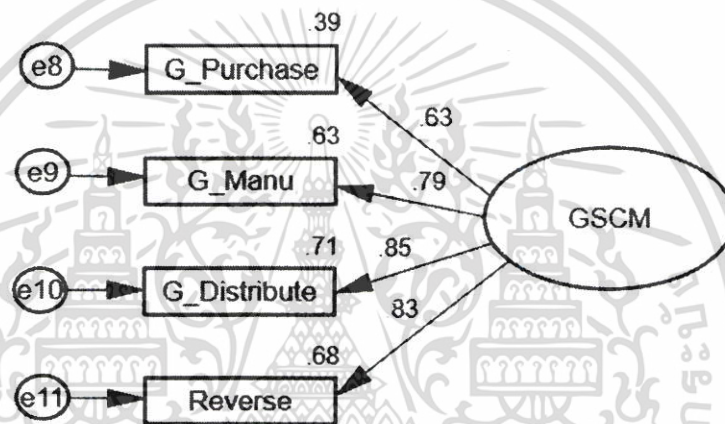 .39
e8
G_Purchase
.63
.63
e9
G_Manu
.79
GSCM
.71
e10
G_Distribute
.85
.68
83
e11
Reverse